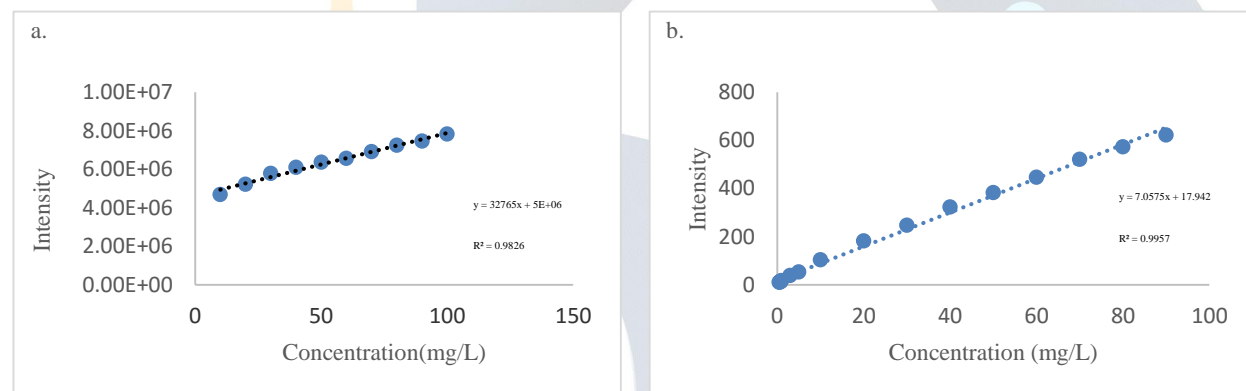 a.
1.00E+07
8.00E+06
6.00E+06
4.00E+06
2.00E+06
0.00E+00
Intensity
y = 32765x + 5E+06
R² = 0.9826
0 50 100 150
Concentration(mg/L)
b.
800
600
400
200
0
Intensity
y = 7.0575x + 17.942
R² = 0.9957
0 20 40 60 80 100
Concentration (mg/L)